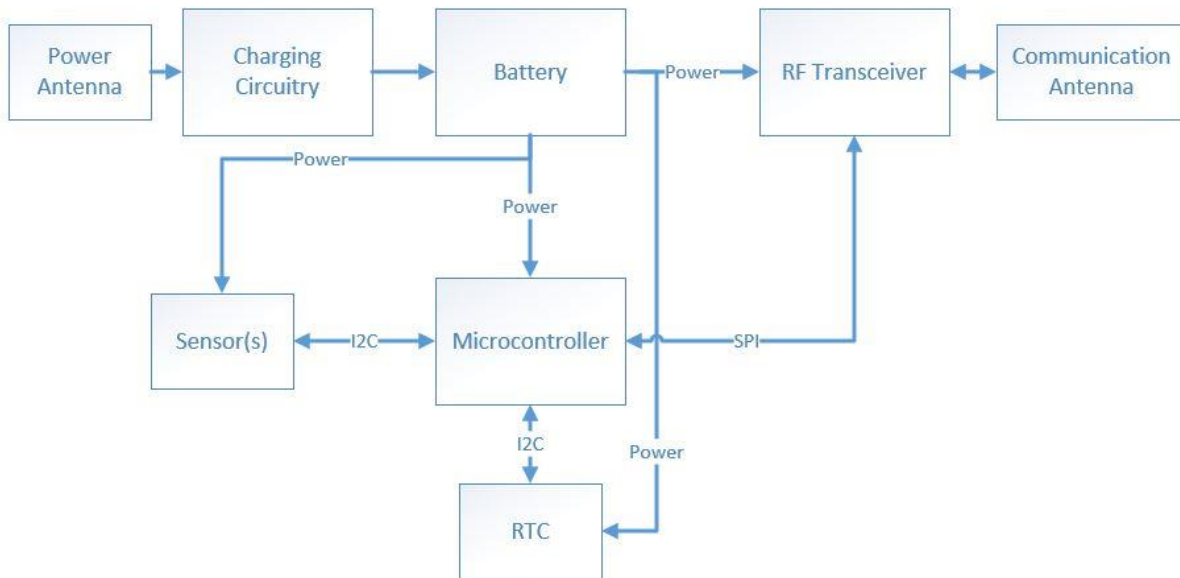 Power
Antenna
Charging
Circuitry
Battery
Power
RF Transceiver
Communication
Antenna
Power
Power
Sensor(s)
I2C
Microcontroller
SPI
I2C
Power
RTC